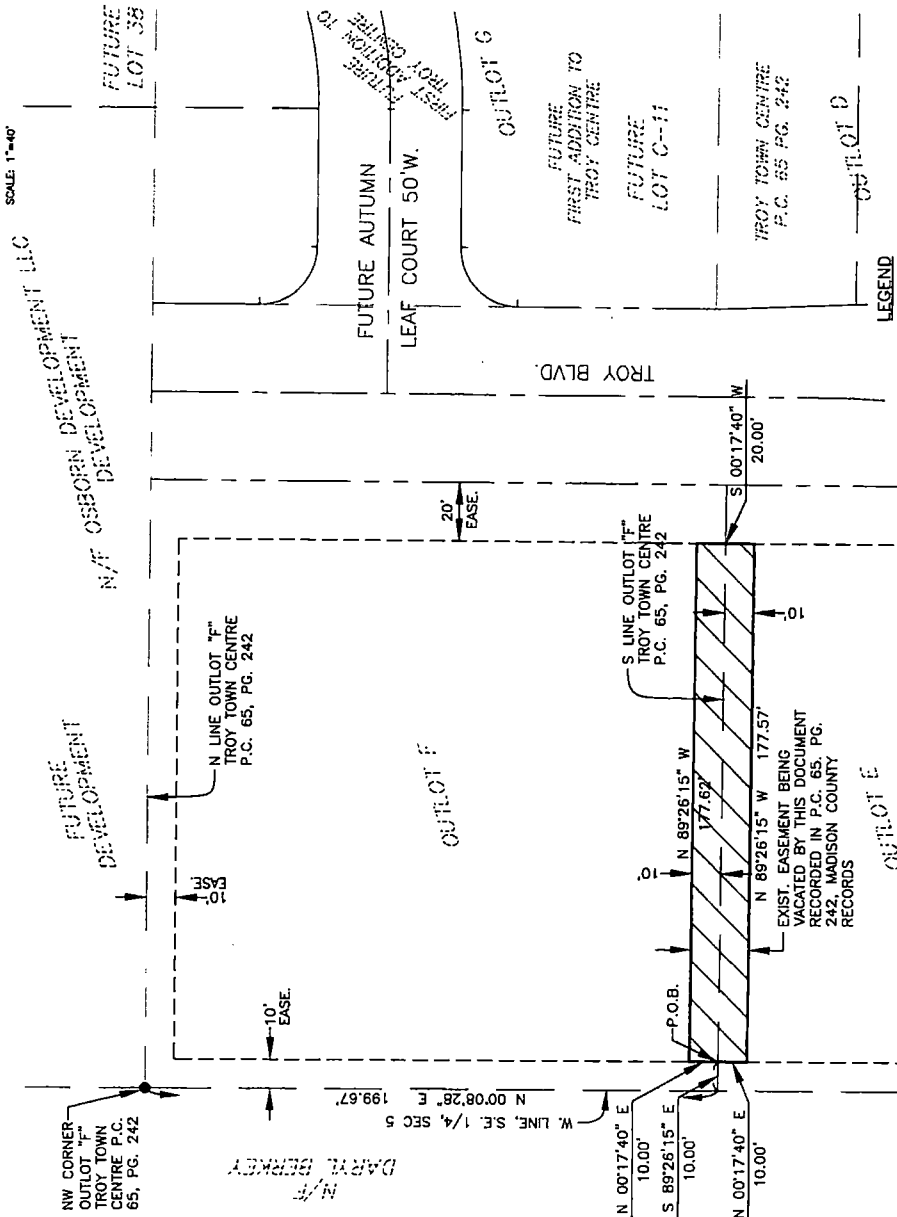 SCALE: 1"=40'
FUTURE
LOT 38
N/F OSBORN DEVELOPMENT LLC
DEVELOPMENT
FUTURE
DEVELOPMENT
NW CORNER
OUTLOT "F"
TROY TOWN
CENTRE P.C.
65, PG. 242
N LINE OUTLOT "F"
TROY TOWN CENTRE
P.C. 65, PG. 242
10'
EASE.
10'
EASE.
20'
EASE.
FUTURE
FIRST ADDITION TO
TROY CENTRE
FUTURE AUTUMN
LEAF COURT 50'W.
OUTLOT G
FUTURE
FIRST ADDITION TO
TROY CENTRE
FUTURE
LOT C-11
TROY TOWN CENTRE
P.C. 65 PG. 242
OUTLOT D
TROY BLVD.
LEGEND
OUTLOT F
N/F
DARYL BERKEY
W. LINE, S.E. 1/4, SEC 5
N 00°08'28" E 199.67'
S LINE OUTLOT "F"
TROY TOWN CENTRE
P.C. 65, PG. 242
S 00°17'40" W
20.00'
N 89°26'15" W
177.62'
10'
10'
N 89°26'15" W 177.57'
P.O.B.
N 00°17'40" E
10.00'
S 89°26'15" E
10.00'
N 00°17'40" E
10.00'
EXIST. EASEMENT BEING
VACATED BY THIS DOCUMENT
RECORDED IN P.C. 65, PG.
242, MADISON COUNTY
RECORDS
OUTLOT E